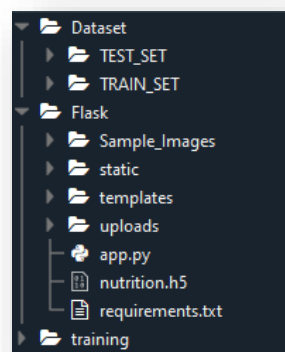 Dataset
TEST_SET
TRAIN_SET
Flask
Sample_Images
static
templates
uploads
app.py
nutrition.h5
requirements.txt
training